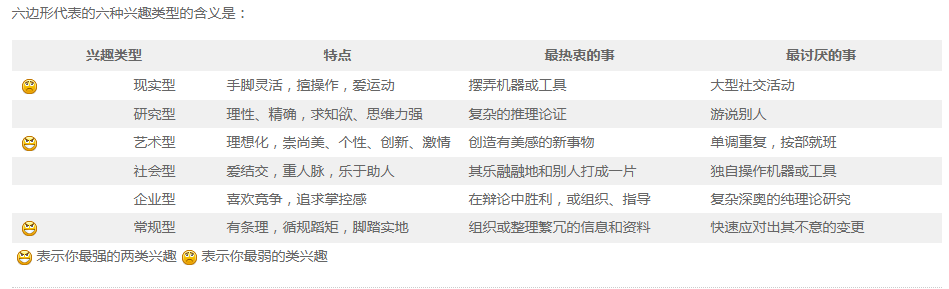 六边形代表的六种兴趣类型的含义是：
兴趣类型 特点 最热衷的事 最讨厌的事
现实型 手脚灵活，擅操作，爱运动 摆弄机器或工具 大型社交活动
研究型 理性、精确，求知欲、思维力强 复杂的推理论证 游说别人
艺术型 理想化，崇尚美、个性、创新、激情 创造有美感的新事物 单调重复，按部就班
社会型 爱结交，重人脉，乐于助人 其乐融融地和别人打成一片 独自操作机器或工具
企业型 喜欢竞争，追求掌控感 在辩论中胜利，或组织、指导 复杂深奥的纯理论研究
常规型 有条理，循规蹈矩，脚踏实地 组织或整理繁冗的信息和资料 快速应对出其不意的变更
表示你最强的两类兴趣 表示你最弱的类兴趣